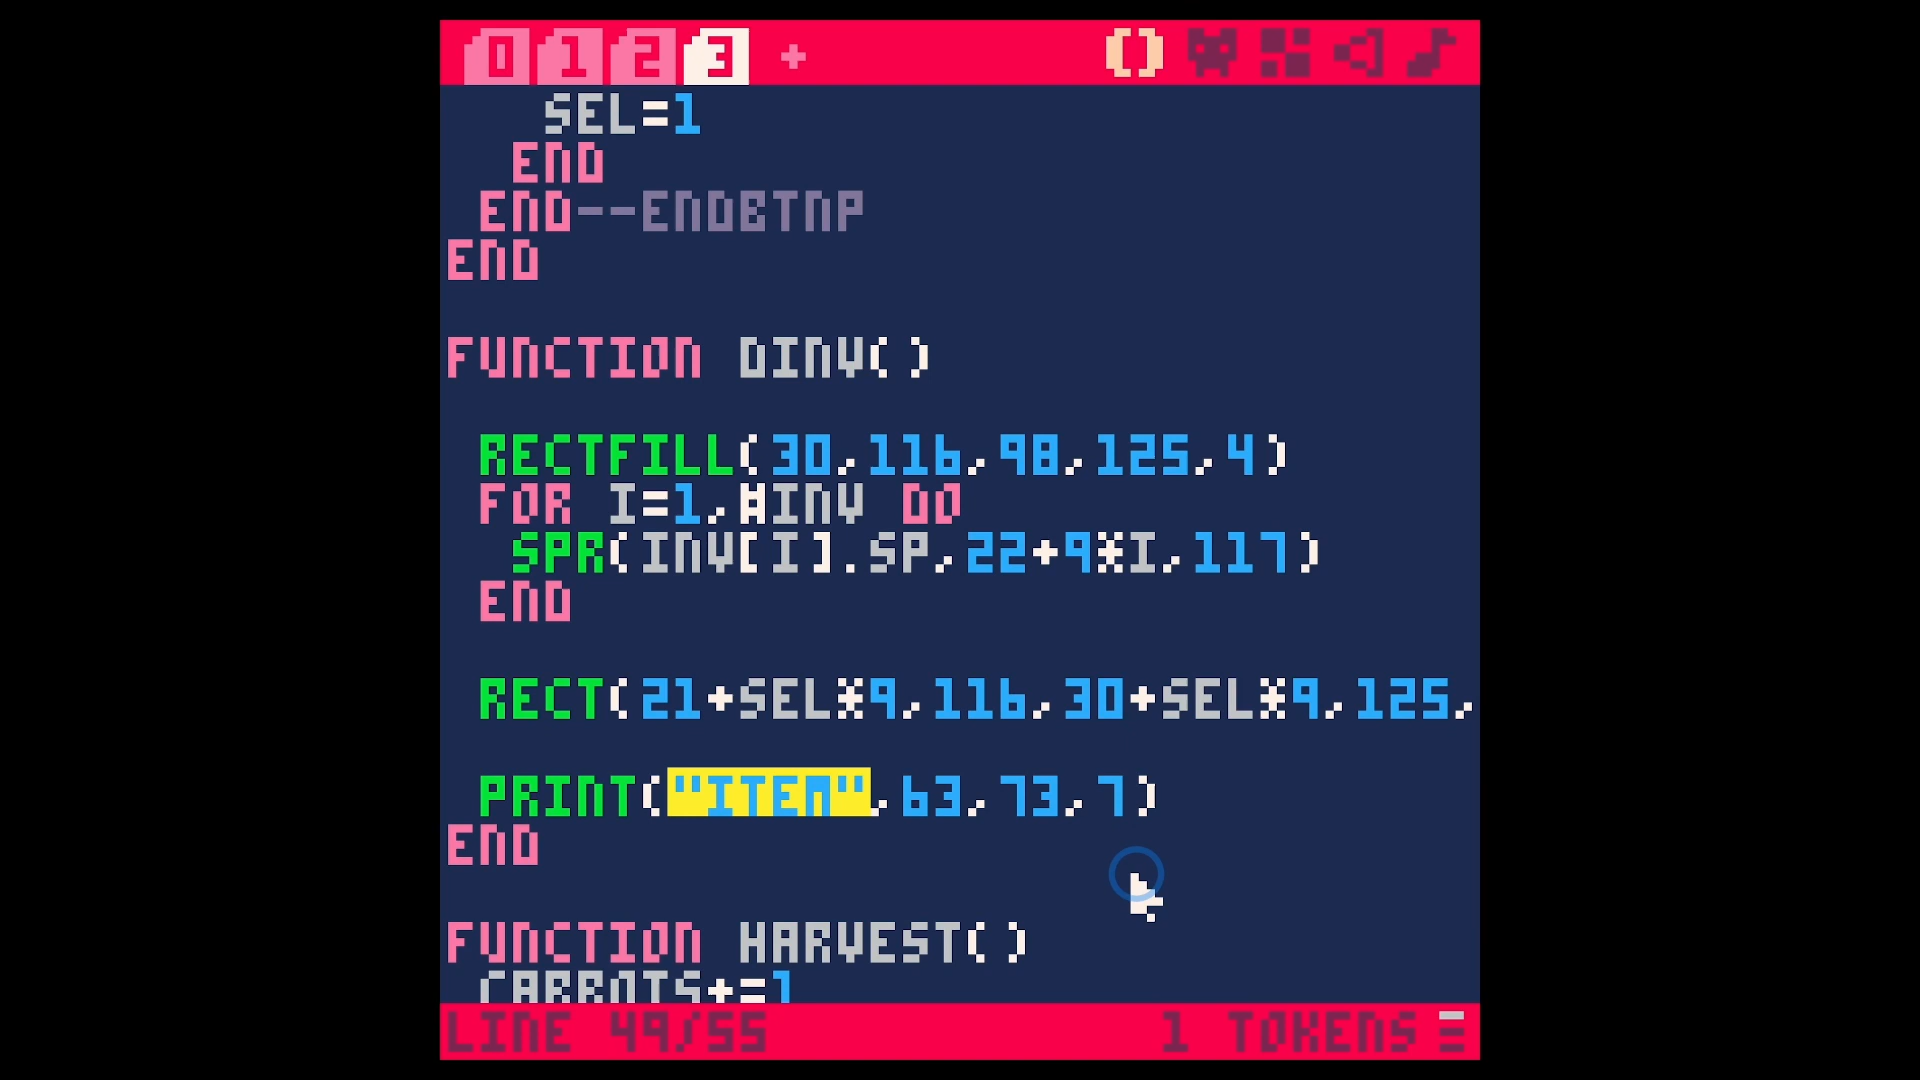 0 1 2 3 +
SEL=1
END
END--ENDBTNP
END
FUNCTION DINV()
RECTFILL(30,116,98,125,4)
FOR I=1,#INV DO
SPR(INV[I].SP,22+9*I,117)
END
RECT(21+SEL*9,116,30+SEL*9,125,
PRINT("ITEM",63,73,7)
END
FUNCTION HARVEST()
CARROTS+=1
LINE 49/55 1 TOKENS